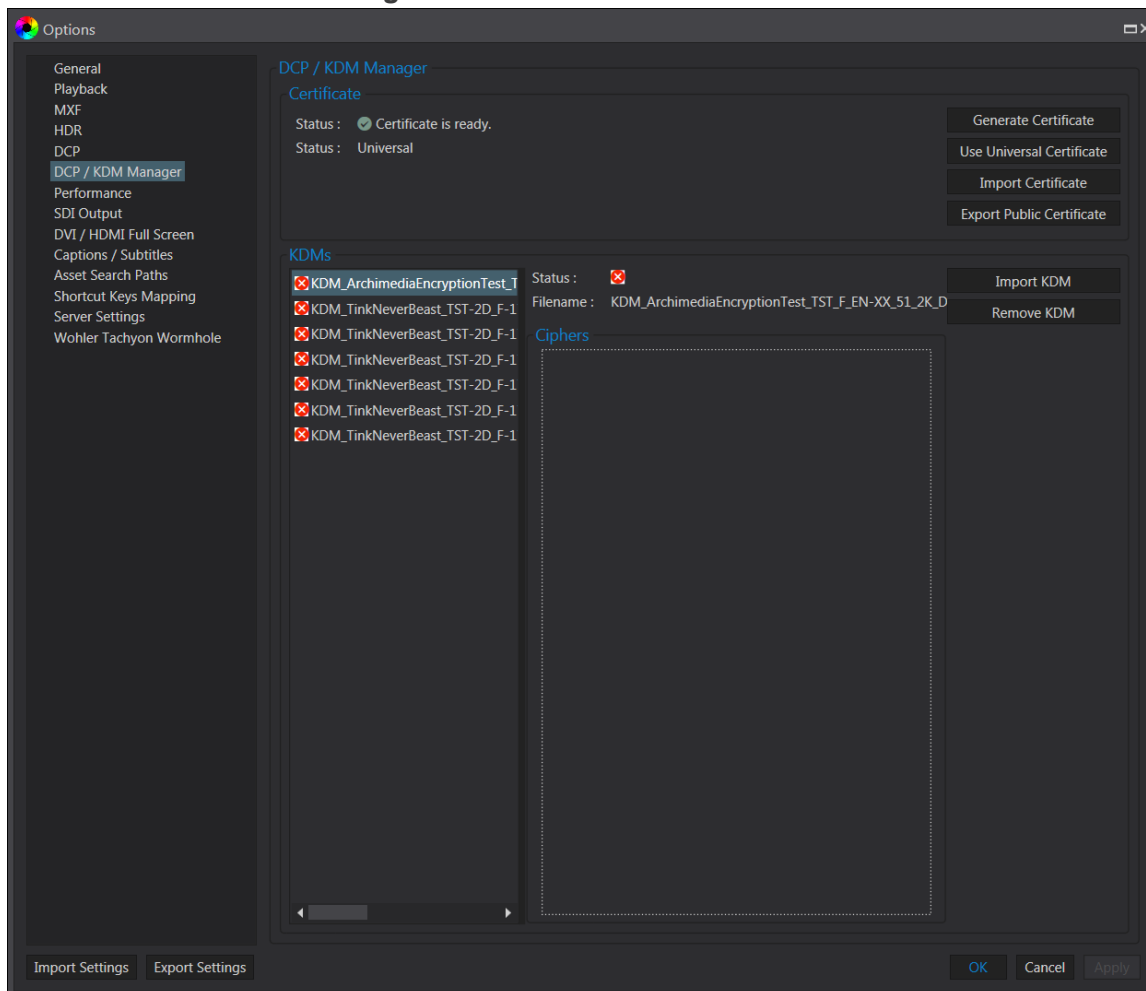 Options
General
Playback
MXF
HDR
DCP
DCP / KDM Manager
Performance
SDI Output
DVI / HDMI Full Screen
Captions / Subtitles
Asset Search Paths
Shortcut Keys Mapping
Server Settings
Wohler Tachyon Wormhole
DCP / KDM Manager
Certificate
Status : Certificate is ready.
Status : Universal
Generate Certificate
Use Universal Certificate
Import Certificate
Export Public Certificate
KDMs
KDM_ArchimediaEncryptionTest_T
KDM_TinkNeverBeast_TST-2D_F-1
KDM_TinkNeverBeast_TST-2D_F-1
KDM_TinkNeverBeast_TST-2D_F-1
KDM_TinkNeverBeast_TST-2D_F-1
KDM_TinkNeverBeast_TST-2D_F-1
KDM_TinkNeverBeast_TST-2D_F-1
Status :
Filename : KDM_ArchimediaEncryptionTest_TST_F_EN-XX_51_2K_D
Ciphers
Import KDM
Remove KDM
Import Settings Export Settings
OK Cancel Apply